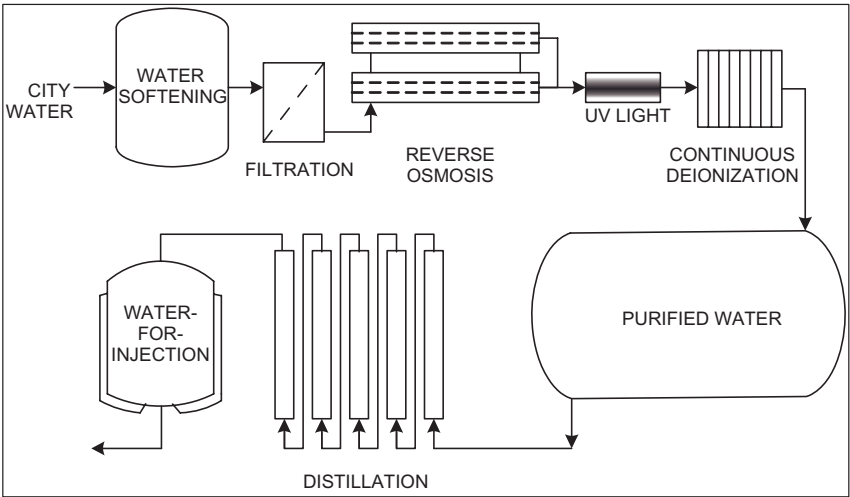 CITY
WATER
WATER
SOFTENING
FILTRATION
REVERSE
OSMOSIS
UV LIGHT
CONTINUOUS
DEIONIZATION
WATER-
FOR-
INJECTION
DISTILLATION
PURIFIED WATER